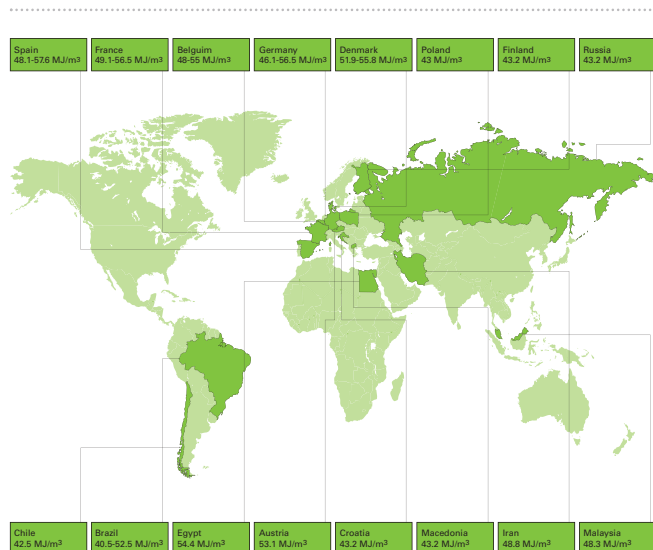 Spain
48.1-57.6 MJ/m³
France
49.1-56.5 MJ/m³
Belguim
48-55 MJ/m³
Germany
46.1-56.5 MJ/m³
Denmark
51.9-55.8 MJ/m³
Poland
43 MJ/m³
Finland
43.2 MJ/m³
Russia
43.2 MJ/m³
Chile
42.5 MJ/m³
Brazil
40.5-52.5 MJ/m³
Egypt
54.4 MJ/m³
Austria
53.1 MJ/m³
Croatia
43.2 MJ/m³
Macedonia
43.2 MJ/m³
Iran
48.8 MJ/m³
Malaysia
48.3 MJ/m³